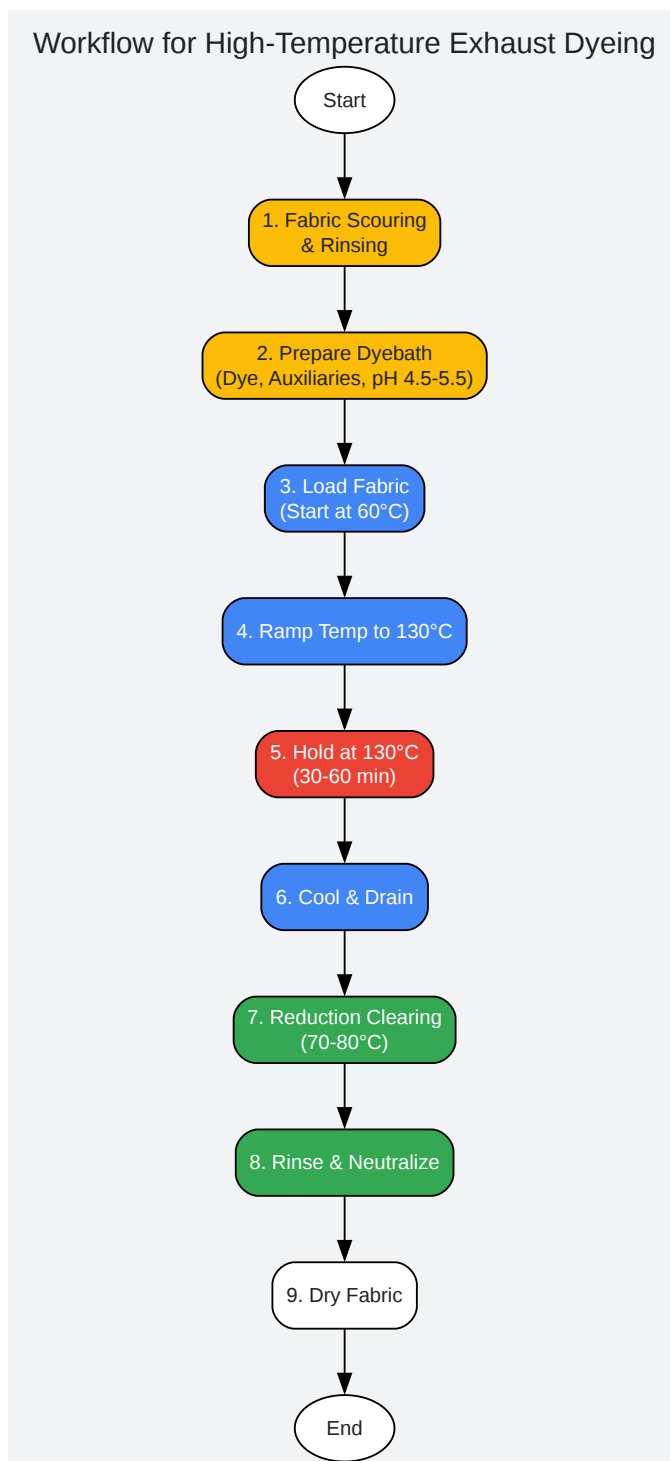 Workflow for High-Temperature Exhaust Dyeing
Start
1. Fabric Scouring
& Rinsing
2. Prepare Dyebath
(Dye, Auxiliaries, pH 4.5-5.5)
3. Load Fabric
(Start at 60°C)
4. Ramp Temp to 130°C
5. Hold at 130°C
(30-60 min)
6. Cool & Drain
7. Reduction Clearing
(70-80°C)
8. Rinse & Neutralize
9. Dry Fabric
End